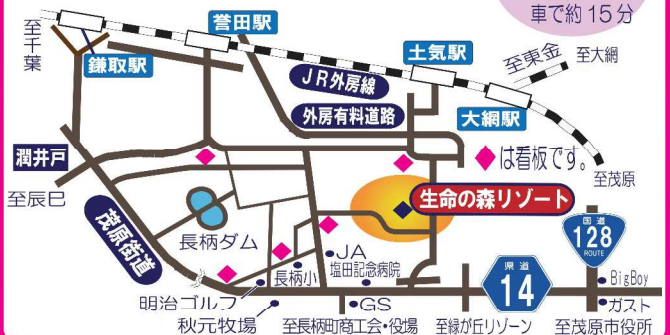 車で約15分
至千葉
鎌取駅
誉田駅
土気駅
至東金
至大網
JR外房線
外房有料道路
大網駅
潤井戸
は看板です。
至辰巳
至茂原
生命の森リゾート
茂原街道
長柄ダム
国道
128
ROUTE
JA
塩田記念病院
長柄小
県道
14
BigBoy
明治ゴルフ
GS
ガスト
秋元牧場
至長柄町商工会・役場
至緑が丘リゾーン
至茂原市役所